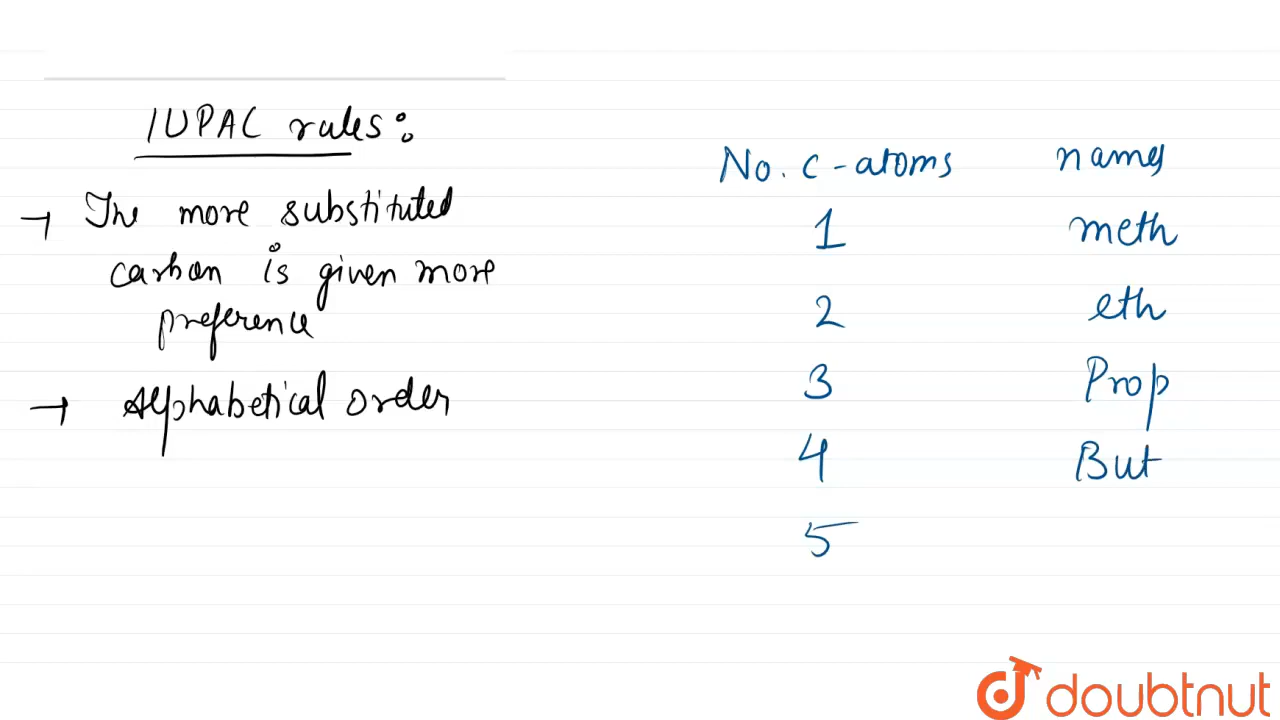 IUPAC rules:
→ The more substituted
carbon is given more
preference
→ Alphabetical order
No. C-atoms names
1 meth
2 eth
3 Prop
4 But
5
doubtnut